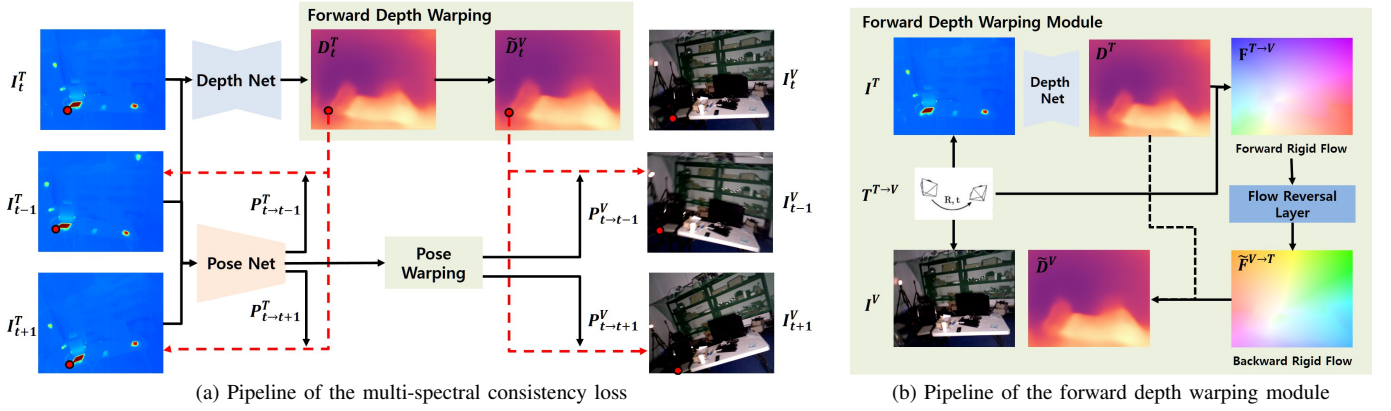 Forward Depth Warping
I_t^T
Depth Net
D_t^T
D̃_t^V
I_t^V
I_{t-1}^T
P_{t→t-1}^T
P_{t→t-1}^V
I_{t-1}^V
Pose Net
Pose
Warping
I_{t+1}^T
P_{t→t+1}^T
P_{t→t+1}^V
I_{t+1}^V
(a) Pipeline of the multi-spectral consistency loss
Forward Depth Warping Module
I^T
Depth
Net
D^T
F^{T→V}
Forward Rigid Flow
T^{T→V}
R, t
Flow Reversal
Layer
I^V
D̃^V
F̃^{V→T}
Backward Rigid Flow
(b) Pipeline of the forward depth warping module